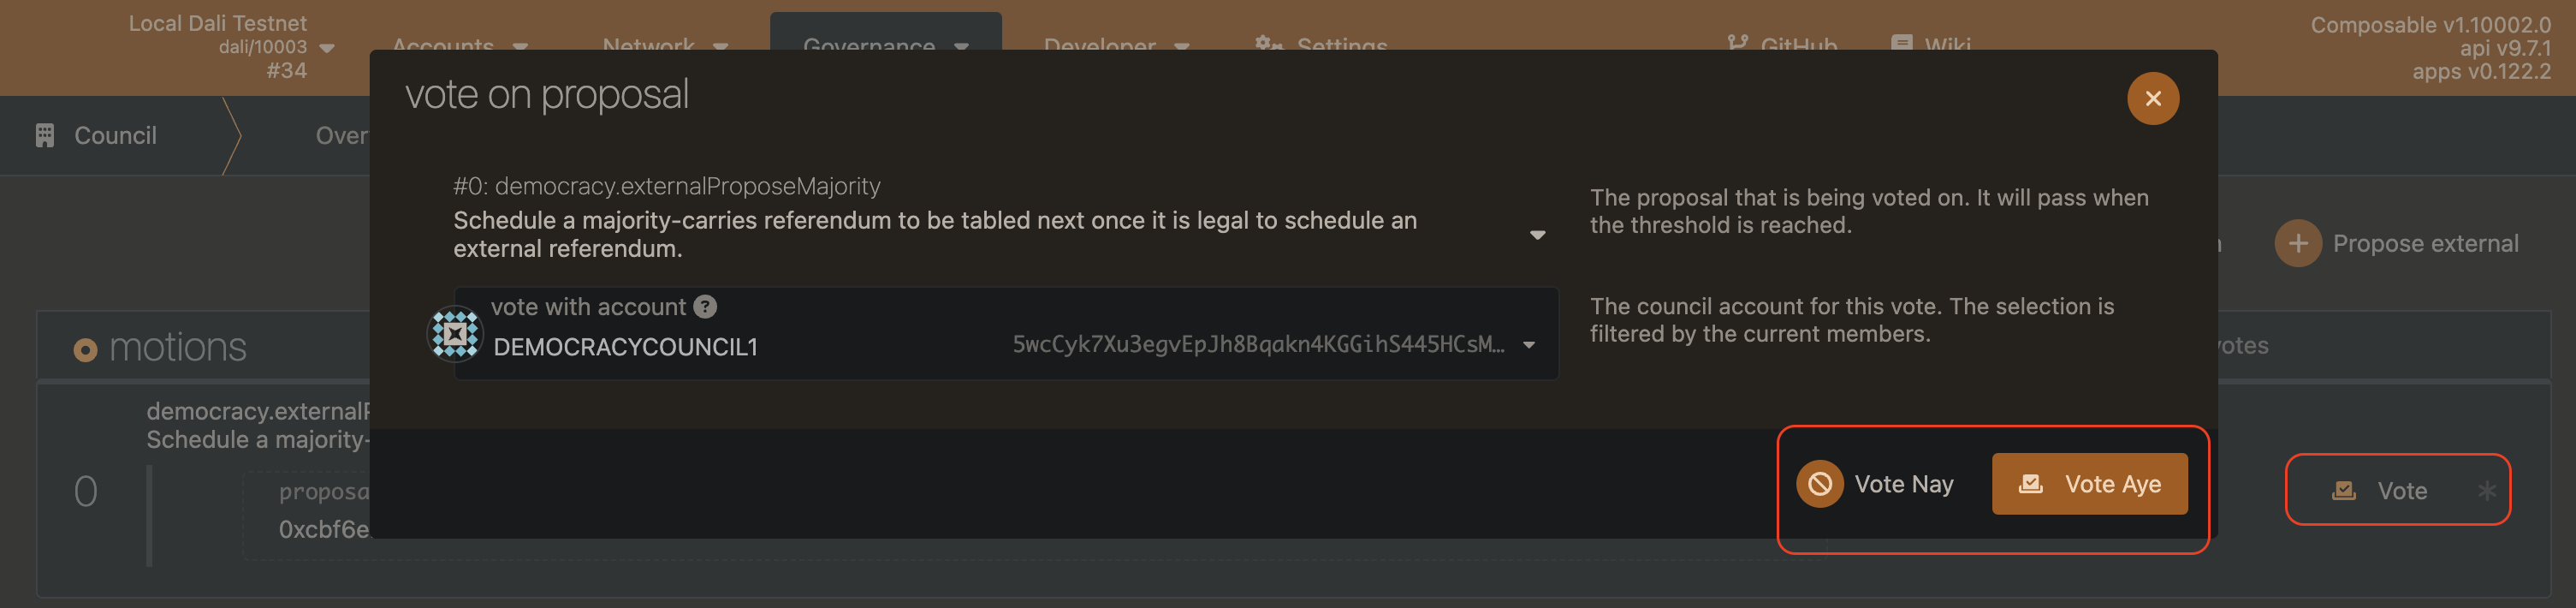 Local Dali Testnet
dali/10003
#34
Accounts
Network
Governance
Developer
Settings
GitHub
Wiki
Composable v1.10002.0
api v9.7.1
apps v0.122.2
Council
vote on proposal
#0: democracy.externalProposeMajority
Schedule a majority-carries referendum to be tabled next once it is legal to schedule an
external referendum.
The proposal that is being voted on. It will pass when
the threshold is reached.
Propose external
vote with account ?
DEMOCRACYCOUNCIL1
5wcCyk7Xu3egvEpJh8Bqakn4KGGihS445HCsM...
The council account for this vote. The selection is
filtered by the current members.
motions
votes
democracy.externalP
Schedule a majority-
0
proposa
0xcbf6e
Vote Nay
Vote Aye
Vote